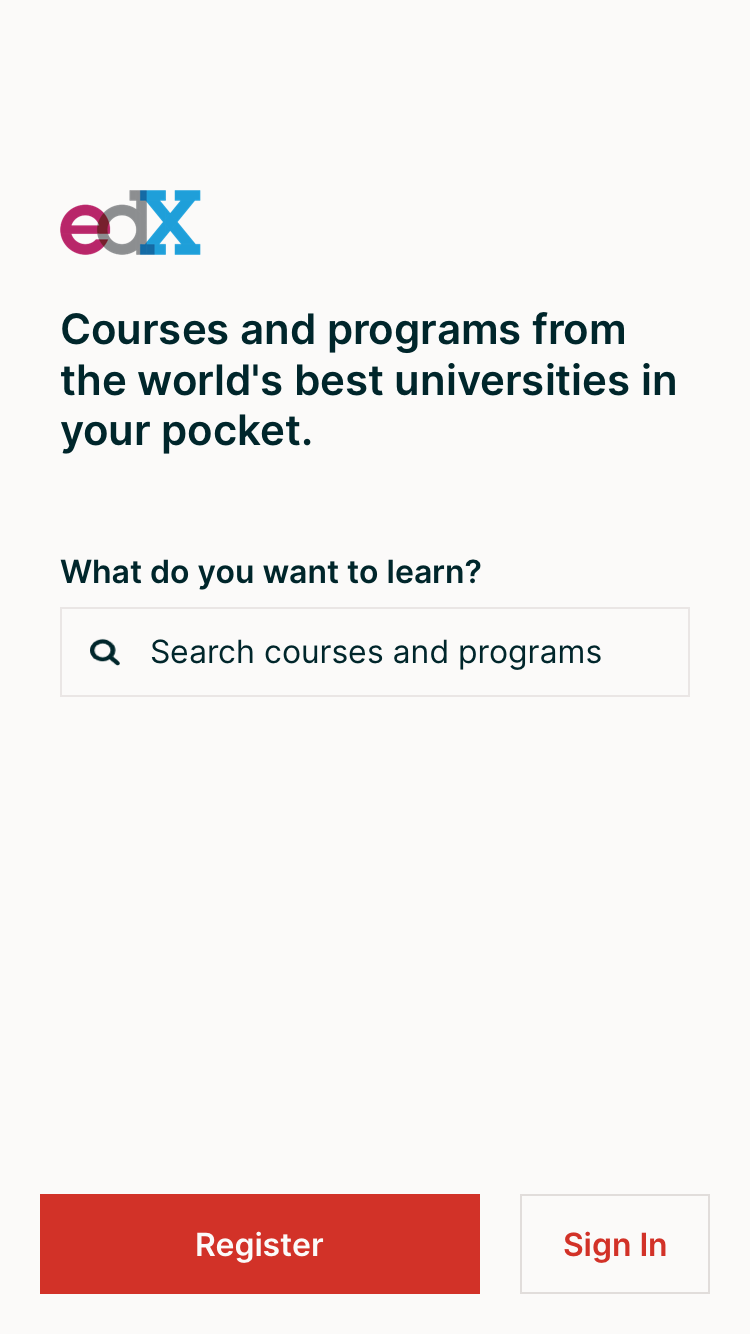 edX
Courses and programs from
the world's best universities in
your pocket.
What do you want to learn?
Search courses and programs
Register
Sign In